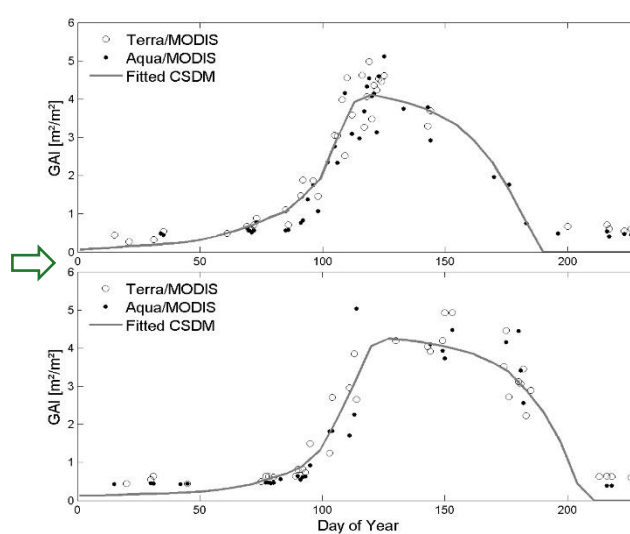 6
5
4
3
2
1
0
GAI [m²/m²]
Terra/MODIS
Aqua/MODIS
Fitted CSDM
0 50 100 150 200
6
5
4
3
2
1
0
GAI [m²/m²]
Terra/MODIS
Aqua/MODIS
Fitted CSDM
0 50 100 150 200
Day of Year